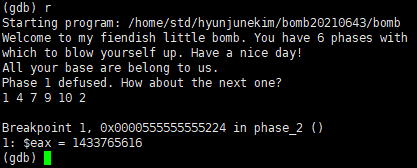 (gdb) r
Starting program: /home/std/hyunjunekim/bomb20210643/bomb
Welcome to my fiendish little bomb. You have 6 phases with
which to blow yourself up. Have a nice day!
All your base are belong to us.
Phase 1 defused. How about the next one?
1 4 7 9 10 2
Breakpoint 1, 0x0000555555555224 in phase_2 ()
1: $eax = 1433765616
(gdb)